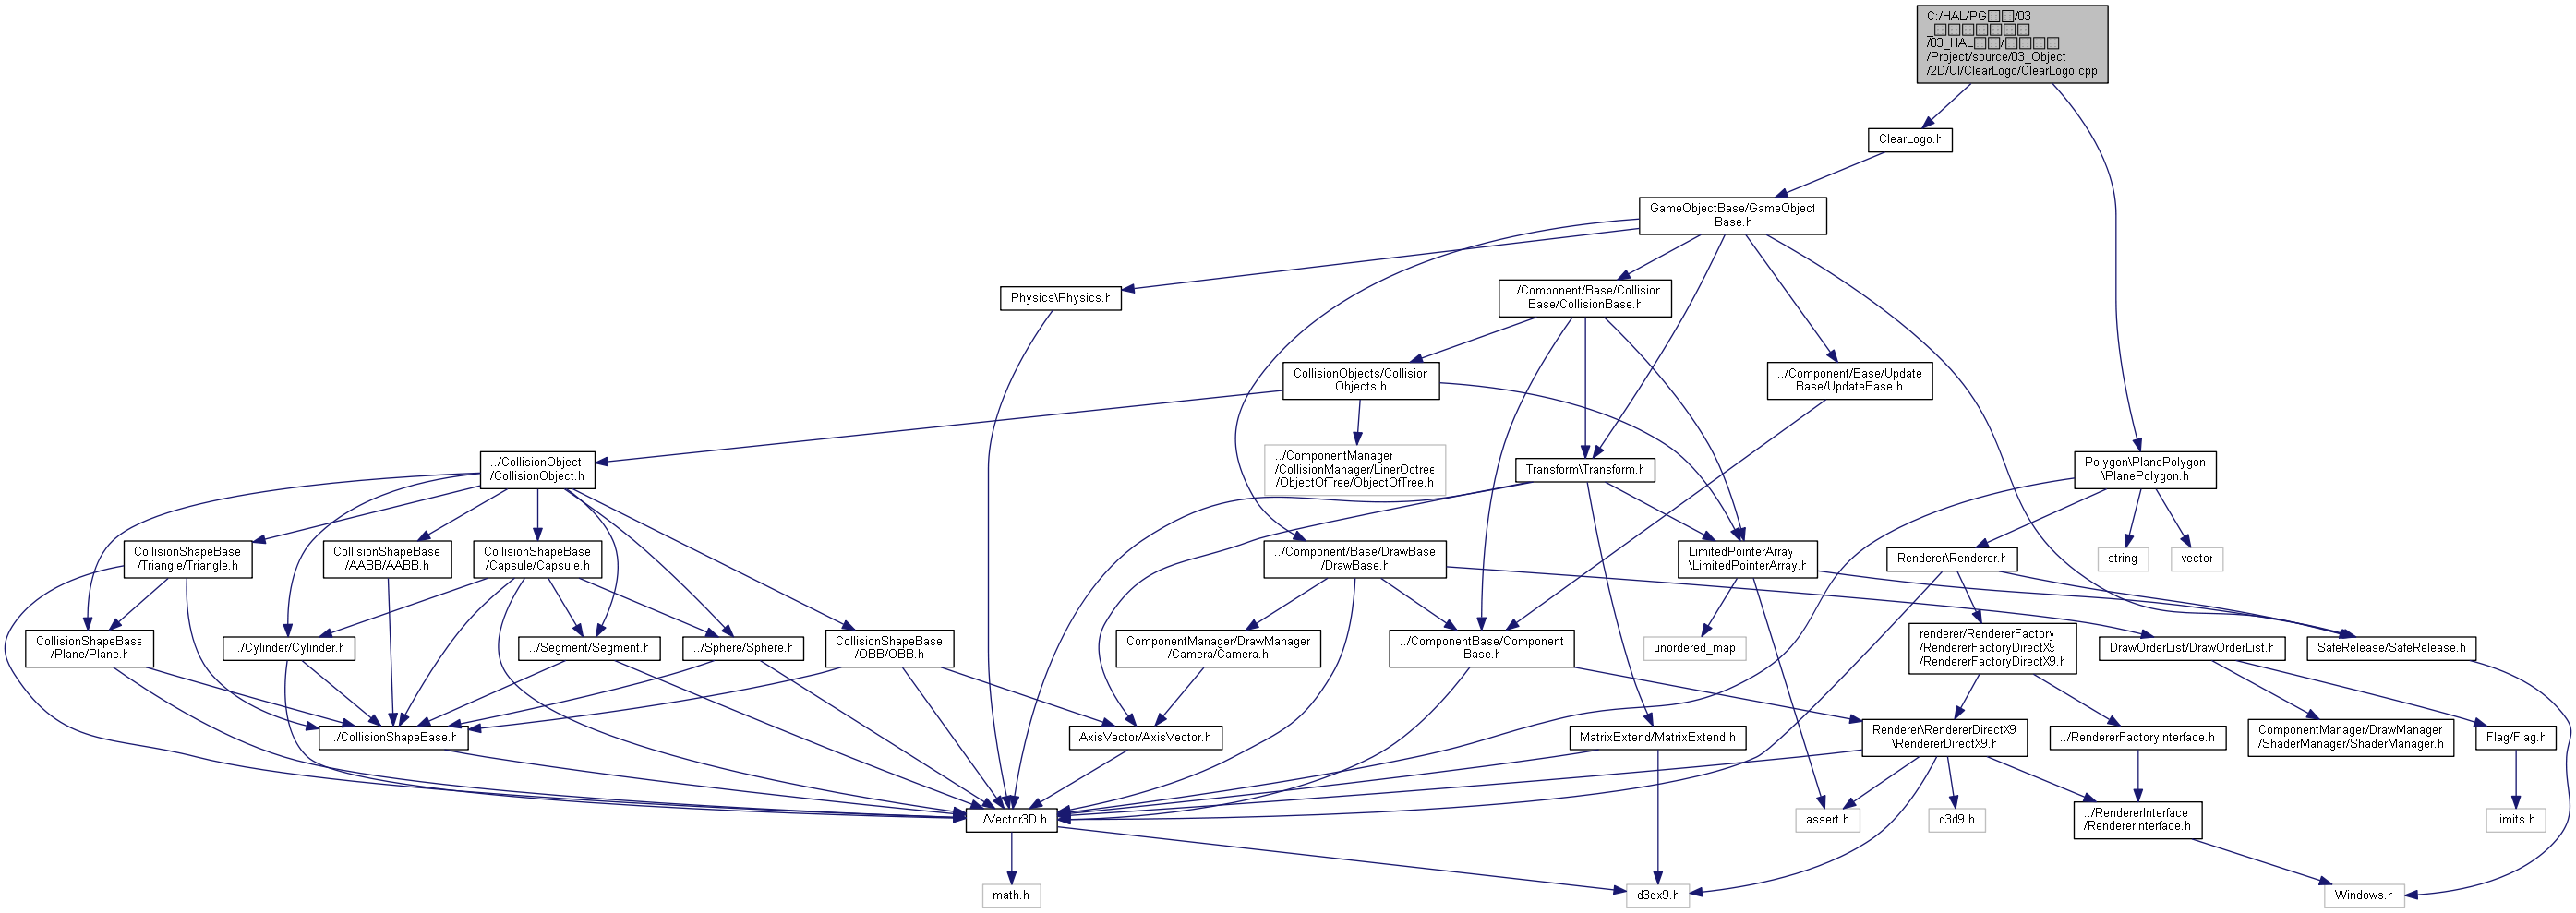 C:/HAL/PG□□/03
_□□□□□□□
/03_HAL□□/□□□□
/Project/source/03_Object
/2D/UI/ClearLogo/ClearLogo.cpp
ClearLogo.h
GameObjectBase/GameObject
Base.h
Physics\Physics.h
../Component/Base/Collision
Base/CollisionBase.h
CollisionObjects/Collision
Objects.h
../Component/Base/Update
Base/UpdateBase.h
../CollisionObject
/CollisionObject.h
../ComponentManager
/CollisionManager/LinerOctree
/ObjectOfTree/ObjectOfTree.h
Transform\Transform.h
Polygon\PlanePolygon
\PlanePolygon.h
CollisionShapeBase
/Triangle/Triangle.h
CollisionShapeBase
/AABB/AABB.h
CollisionShapeBase
/Capsule/Capsule.h
../Component/Base/DrawBase
/DrawBase.h
LimitedPointerArray
\LimitedPointerArray.h
Renderer\Renderer.h
string
vector
CollisionShapeBase
/Plane/Plane.h
../Cylinder/Cylinder.h
../Segment/Segment.h
../Sphere/Sphere.h
CollisionShapeBase
/OBB/OBB.h
ComponentManager/DrawManager
/Camera/Camera.h
../ComponentBase/Component
Base.h
unordered_map
renderer/RendererFactory
/RendererFactoryDirectX9
/RendererFactoryDirectX9.h
DrawOrderList/DrawOrderList.h
SafeRelease/SafeRelease.h
../CollisionShapeBase.h
AxisVector/AxisVector.h
MatrixExtend/MatrixExtend.h
Renderer\RendererDirectX9
\RendererDirectX9.h
../RendererFactoryInterface.h
ComponentManager/DrawManager
/ShaderManager/ShaderManager.h
Flag/Flag.h
../Vector3D.h
assert.h
d3d9.h
../RendererInterface
/RendererInterface.h
limits.h
math.h
d3dx9.h
Windows.h